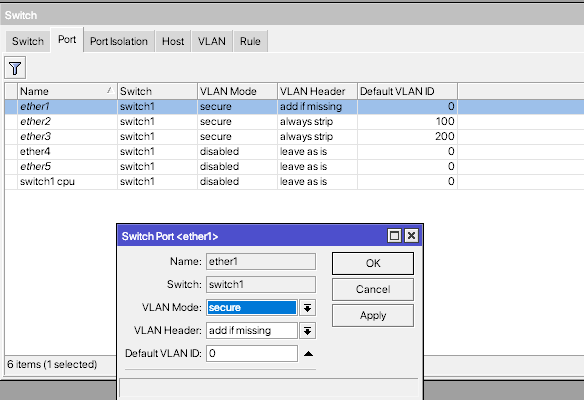 Switch
Switch Port Port Isolation Host VLAN Rule
Name / Switch VLAN Mode VLAN Header Default VLAN ID
ether1 switch1 secure add if missing 0
ether2 switch1 secure always strip 100
ether3 switch1 secure always strip 200
ether4 switch1 disabled leave as is 0
ether5 switch1 disabled leave as is 0
switch1 cpu switch1 disabled leave as is 0
Switch Port <ether1>
Name: ether1 OK
Switch: switch1 Cancel
VLAN Mode: secure Apply
VLAN Header: add if missing
Default VLAN ID: 0
6 items (1 selected)